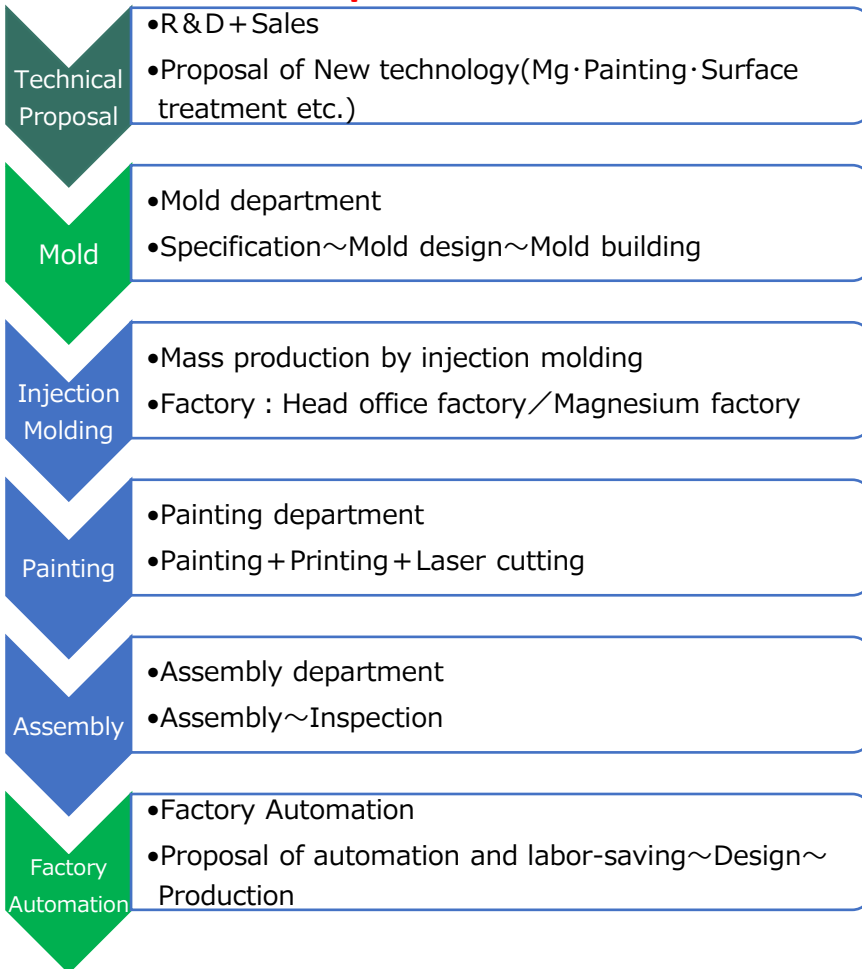 Technical
Proposal
•R&D+Sales
•Proposal of New technology(Mg･Painting･Surface
treatment etc.)
Mold
•Mold department
•Specification～Mold design～Mold building
Injection
Molding
•Mass production by injection molding
•Factory：Head office factory／Magnesium factory
Painting
•Painting department
•Painting+Printing+Laser cutting
Assembly
•Assembly department
•Assembly～Inspection
Factory
Automation
•Factory Automation
•Proposal of automation and labor-saving～Design～
Production